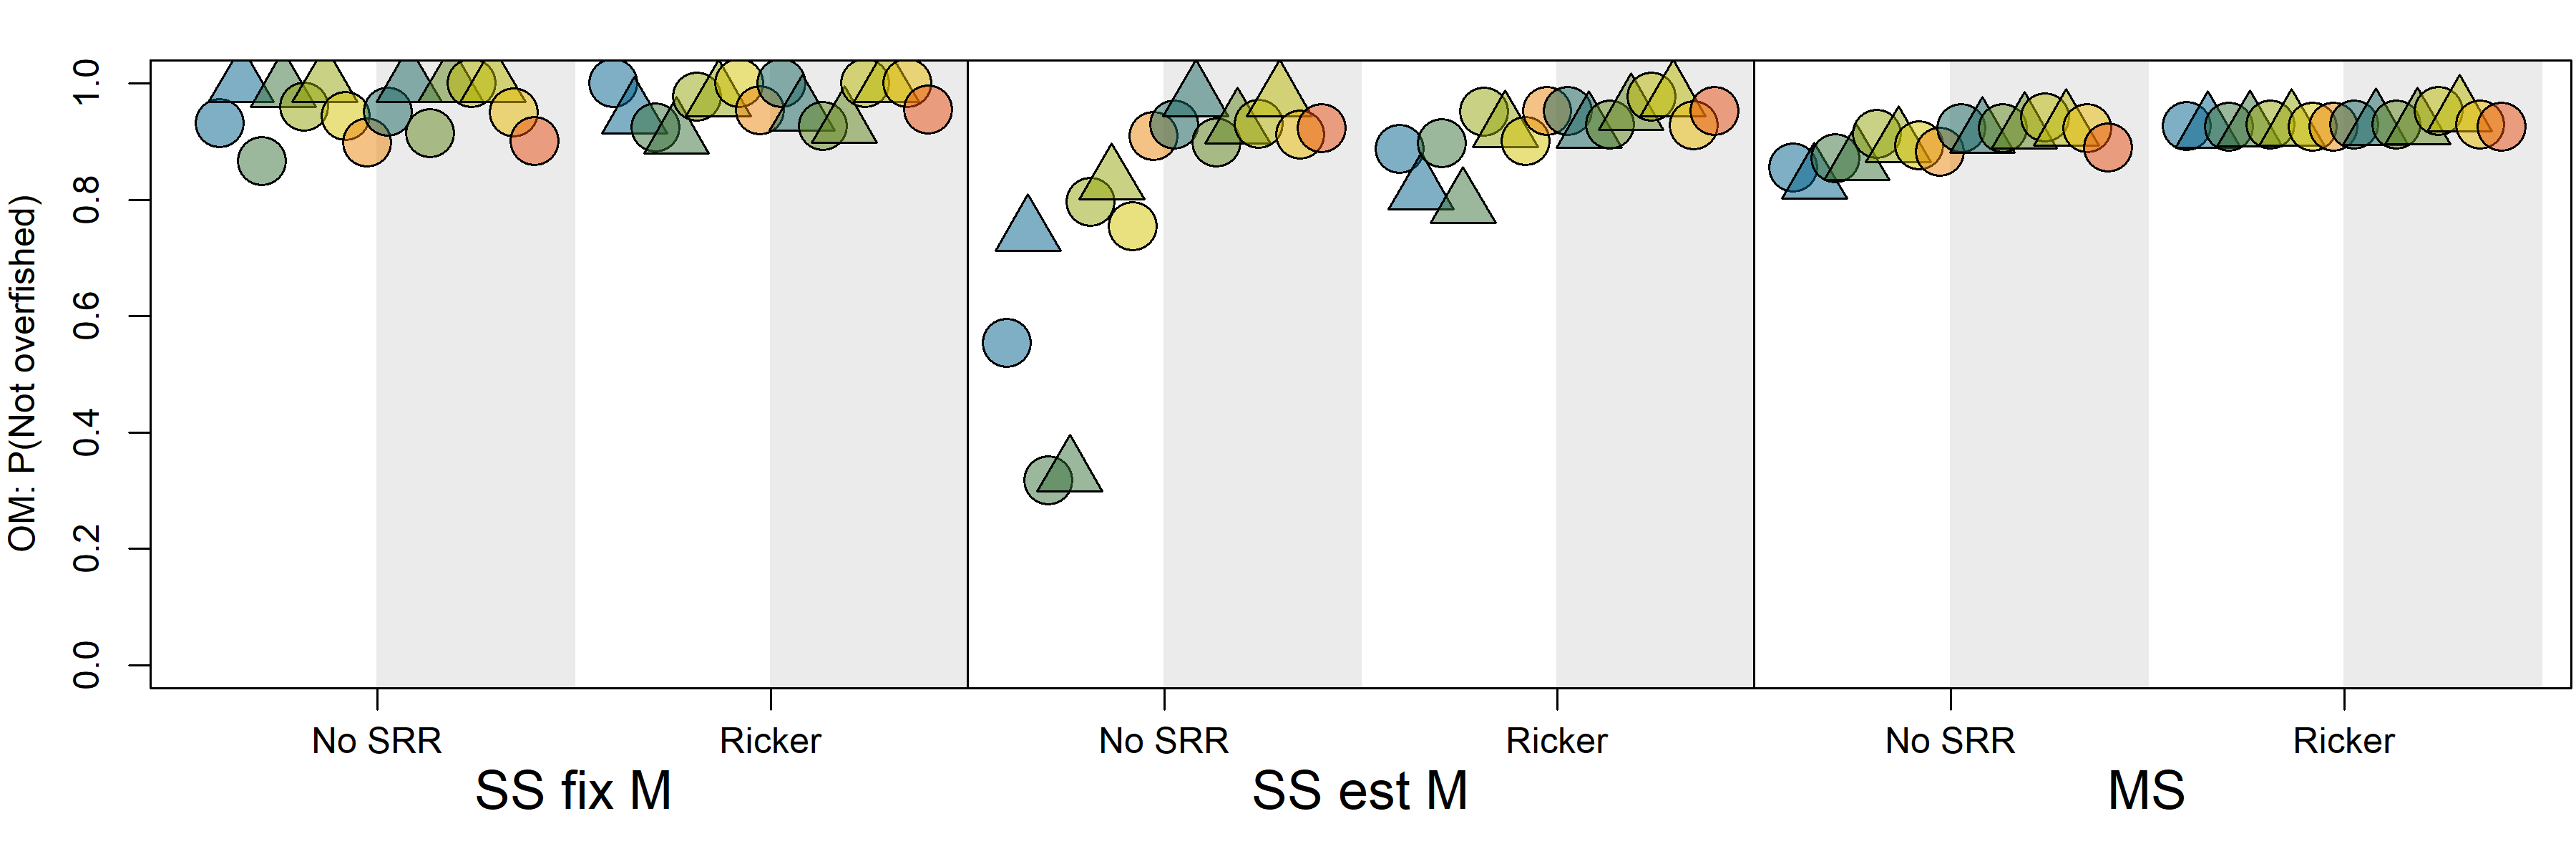 OM: P(Not overfished)
1.0
0.8
0.6
0.4
0.2
0.0
No SRR Ricker No SRR Ricker No SRR Ricker
SS fix M SS est M MS